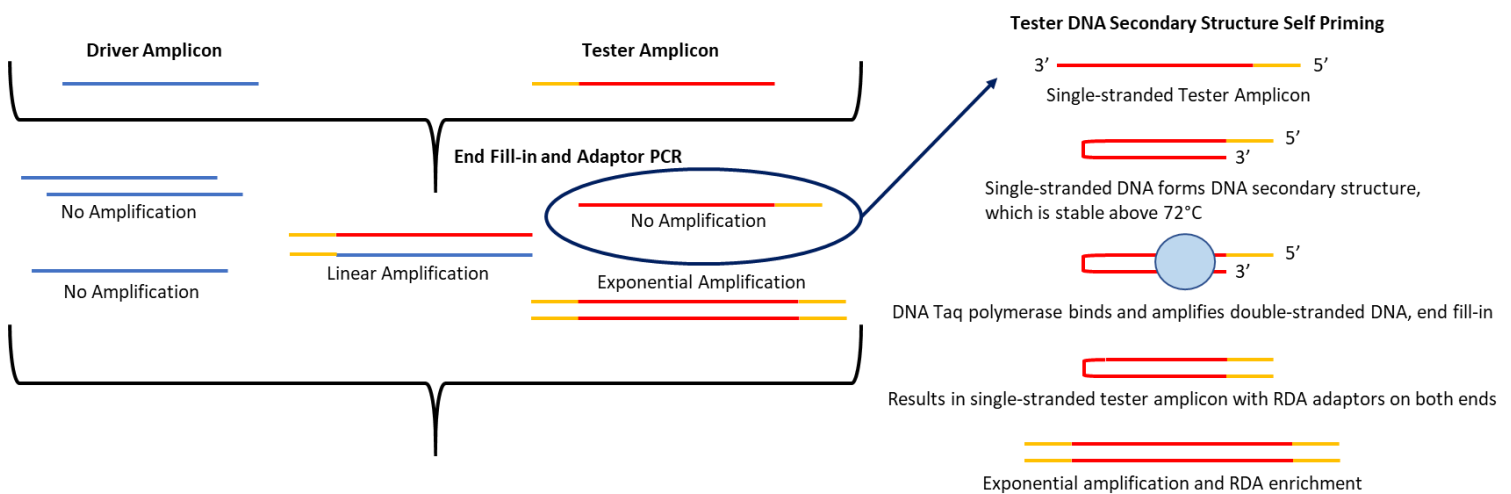 Driver Amplicon
Tester Amplicon
End Fill-in and Adaptor PCR
No Amplification
No Amplification
Linear Amplification
No Amplification
Exponential Amplification
Tester DNA Secondary Structure Self Priming
3’ 5’
Single-stranded Tester Amplicon
5’
3’
Single-stranded DNA forms DNA secondary structure,
which is stable above 72°C
5’
3’
DNA Taq polymerase binds and amplifies double-stranded DNA, end fill-in
Results in single-stranded tester amplicon with RDA adaptors on both ends
Exponential amplification and RDA enrichment